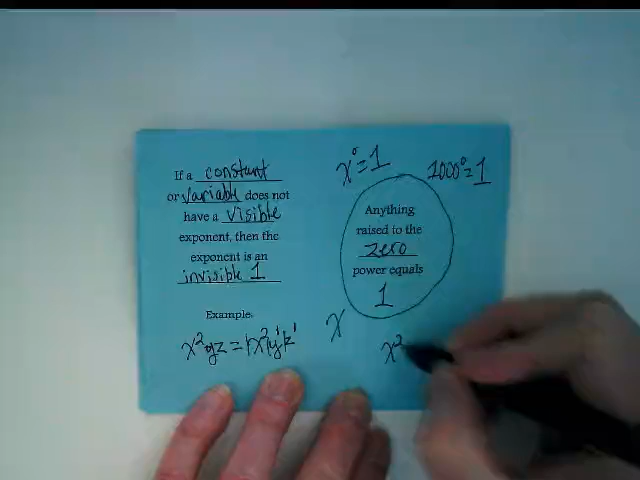 If a constant
or variable does not
have a visible
exponent, then the
exponent is an
invisible 1
Example.
x²yz = 1x²y¹z¹
x⁰ = 1
1000⁰ = 1
Anything
raised to the
zero
power equals
1
x
x²